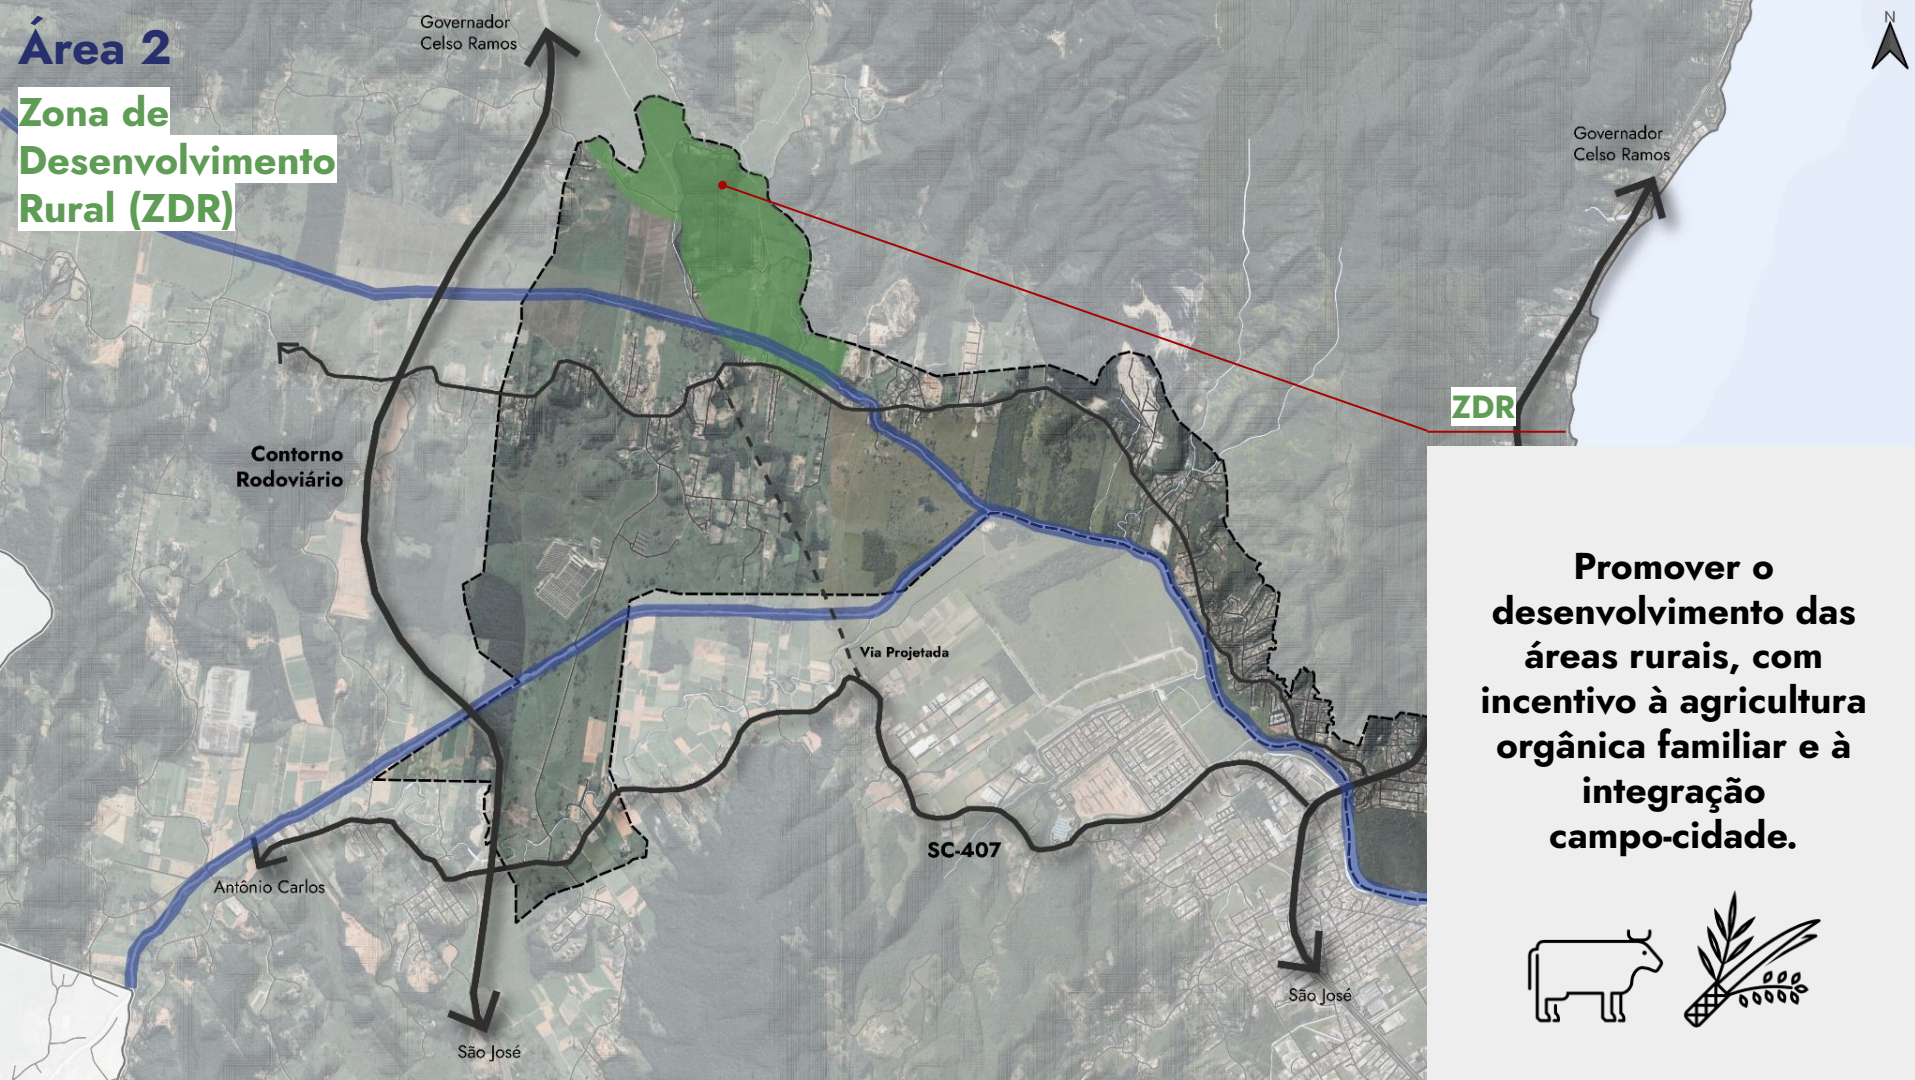 Área 2
Zona de
Desenvolvimento
Rural (ZDR)
Governador
Celso Ramos
N
Governador
Celso Ramos
ZDR
Contorno
Rodoviário
Via Projetada
SC-407
Antônio Carlos
São José
São José
Promover o
desenvolvimento das
áreas rurais, com
incentivo à agricultura
orgânica familiar e à
integração
campo-cidade.